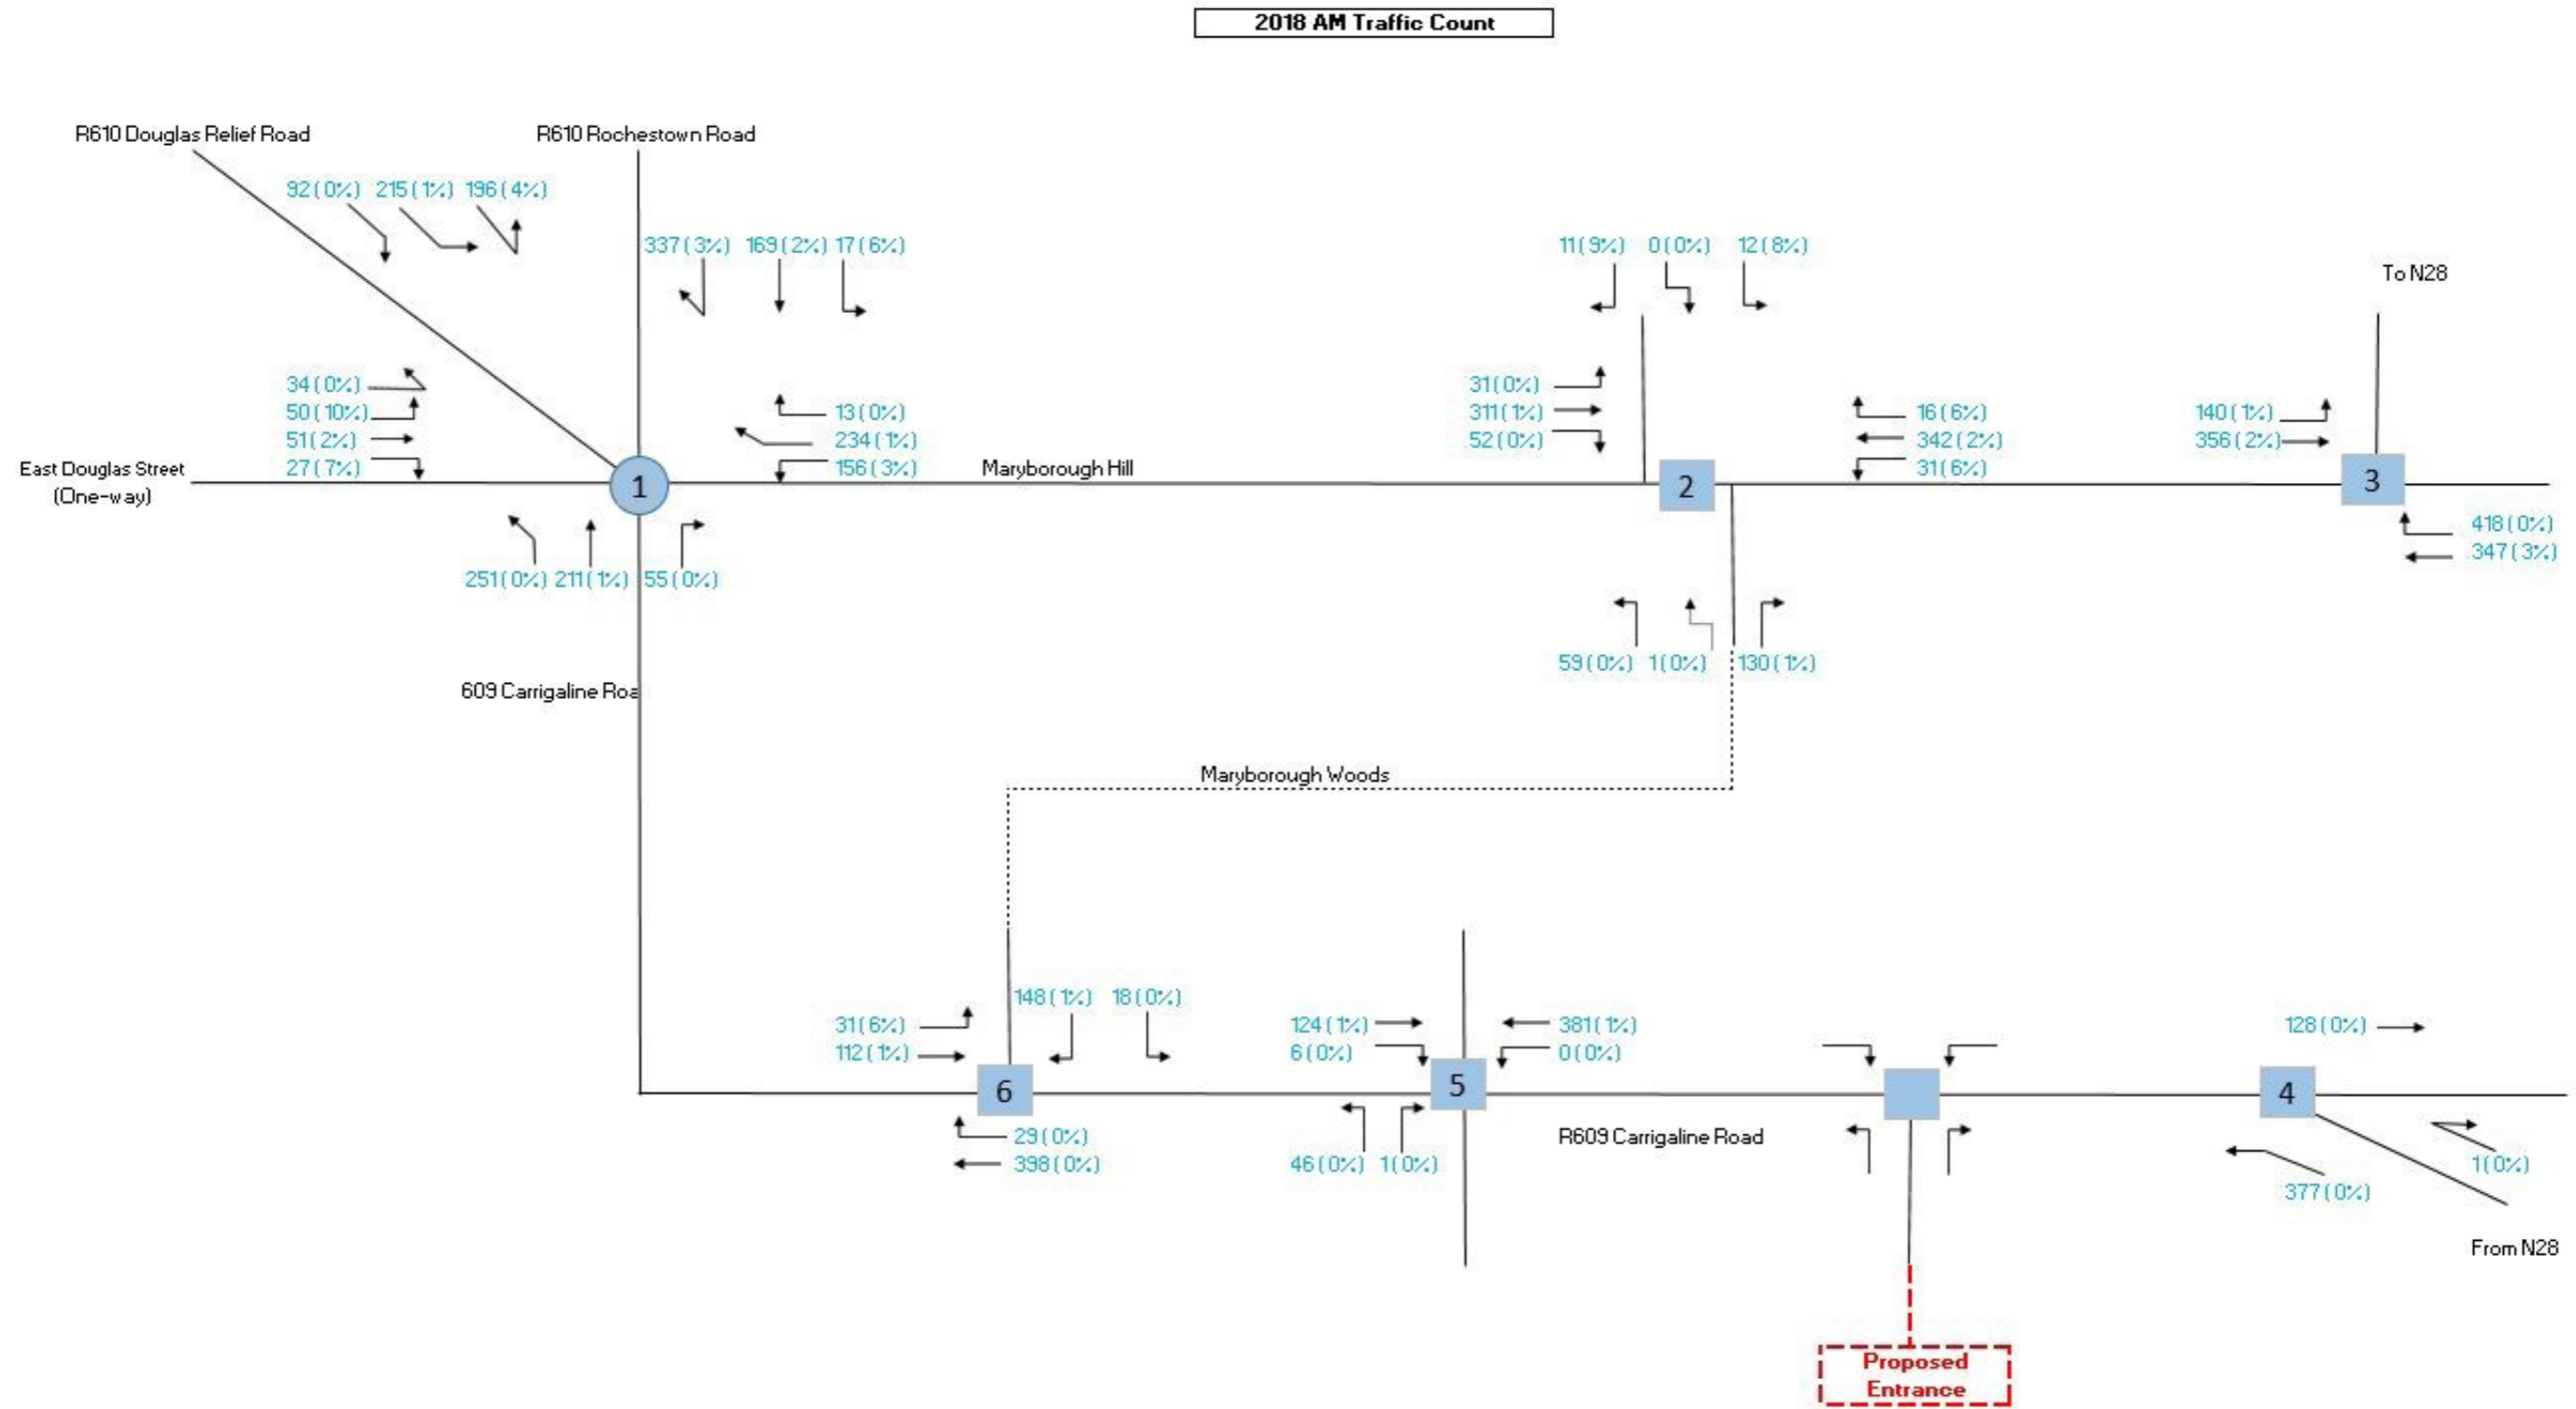 2018 AM Traffic Count
R610 Douglas Relief Road
R610 Rochestown Road
92(0%) 215(1%) 196(4%)
337(3%) 169(2%) 17(6%)
11(9%) 0(0%) 12(8%)
To N28
34(0%)
50(10%)
51(2%)
27(7%)
East Douglas Street
(One-way)
1
13(0%)
234(1%)
156(3%)
Maryborough Hill
31(0%)
311(1%)
52(0%)
2
16(6%)
342(2%)
31(6%)
140(1%)
356(2%)
3
418(0%)
347(3%)
251(0%) 211(1%) 55(0%)
59(0%) 1(0%) 130(1%)
609 Carrigaline Roa
Maryborough Woods
148(1%) 18(0%)
31(6%)
112(1%)
6
29(0%)
398(0%)
124(1%)
6(0%)
381(1%)
0(0%)
5
46(0%) 1(0%)
R609 Carrigaline Road
128(0%)
4
1(0%)
377(0%)
From N28
Proposed
Entrance